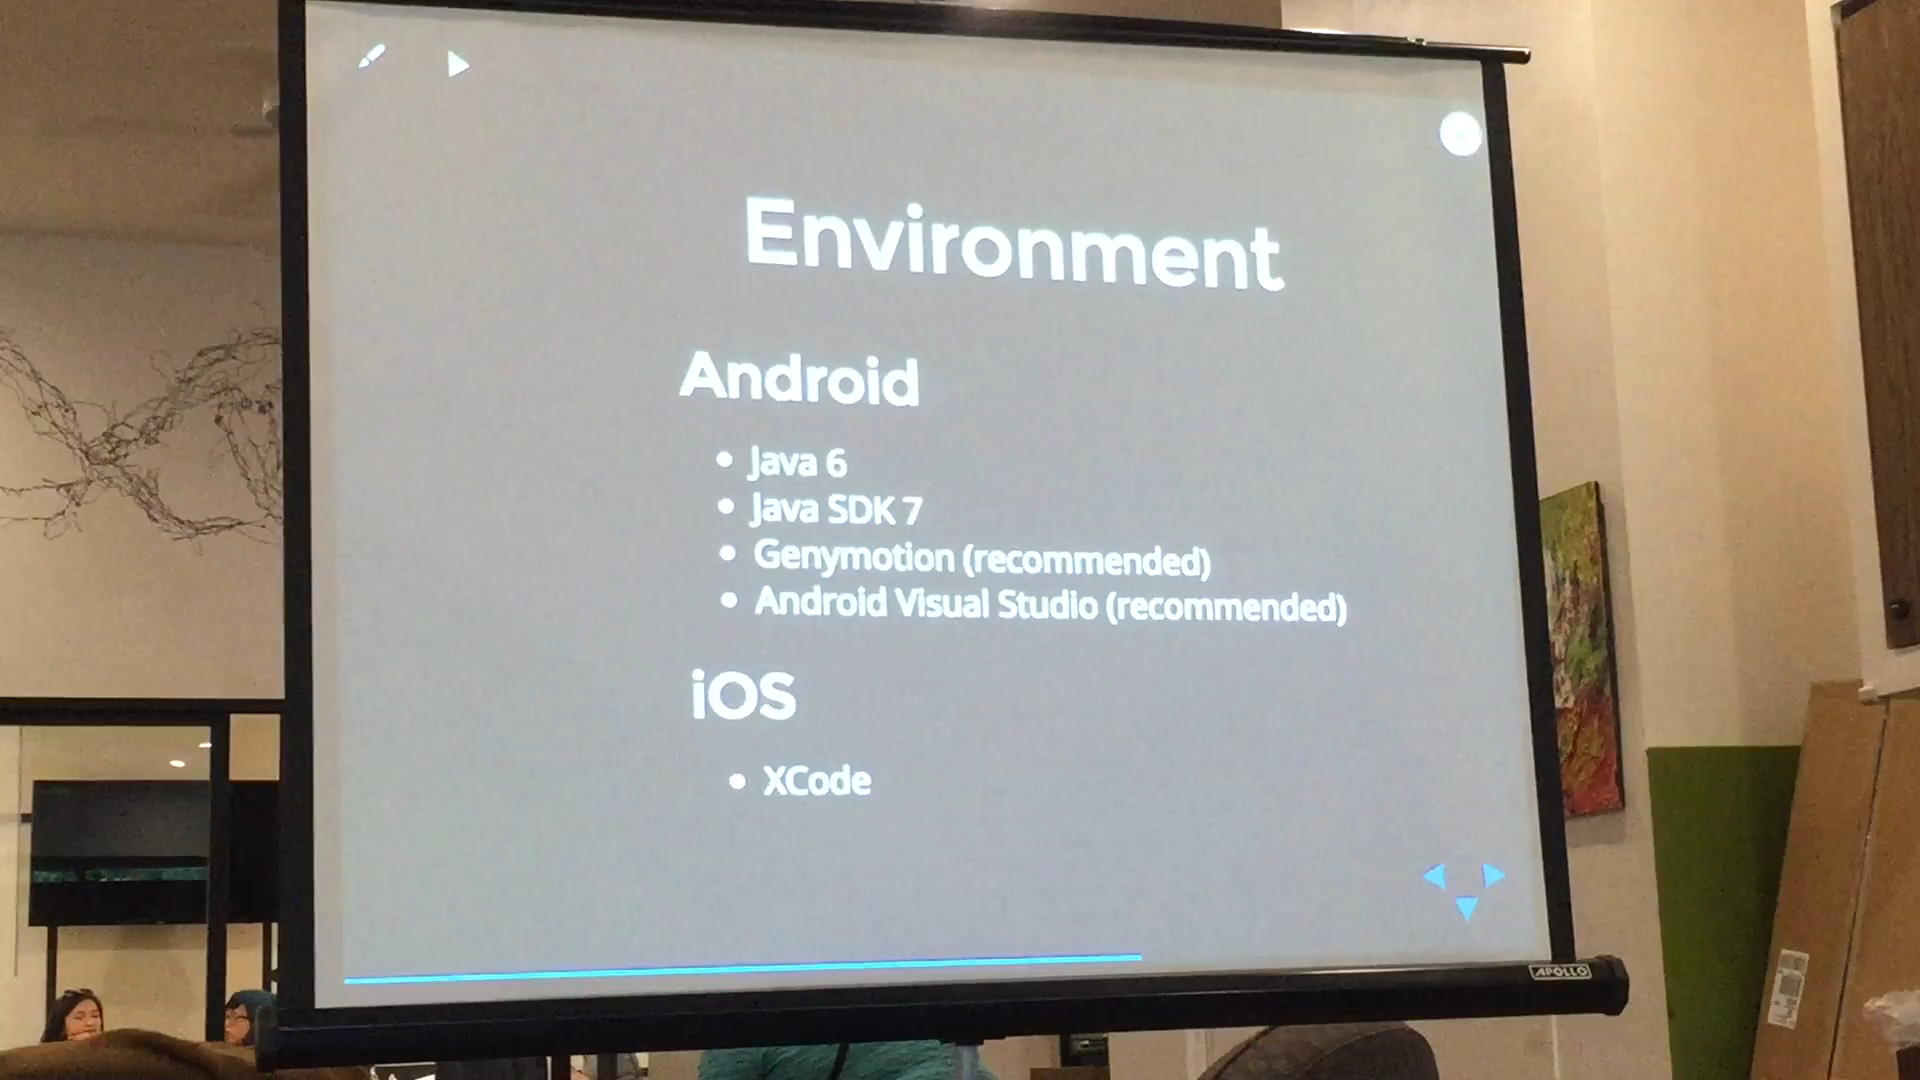 Environment
Android
• Java 6
• Java SDK 7
• Genymotion (recommended)
• Android Visual Studio (recommended)
iOS
• XCode
APOLLO